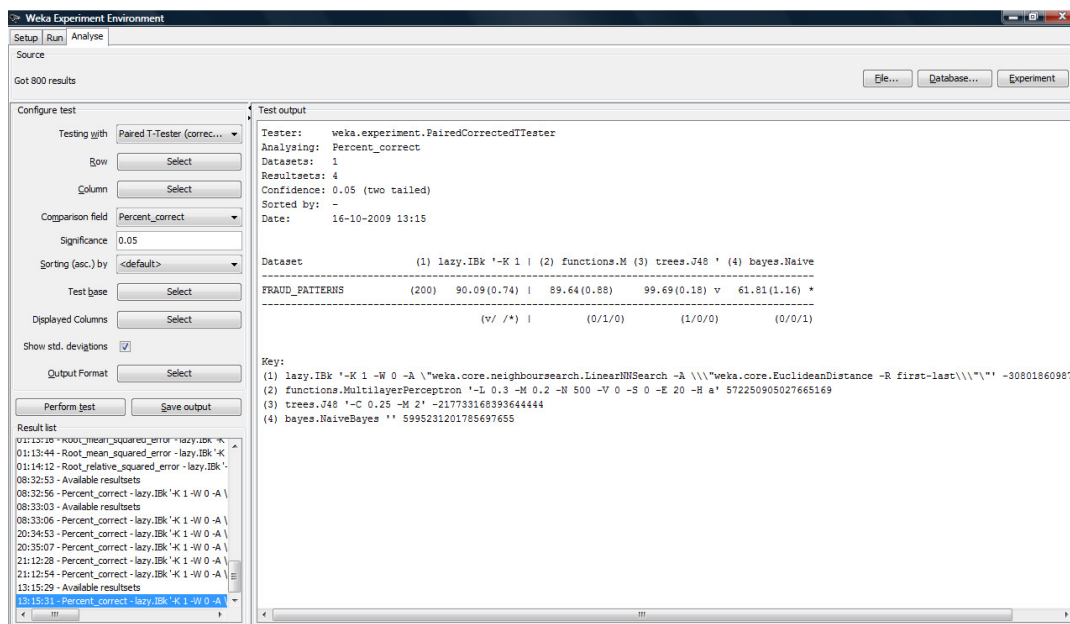 Weka Experiment Environment
Setup Run Analyse
Source
Got 800 results
File... Database... Experiment
Configure test
Testing with Paired T-Tester (correc...
Row Select
Column Select
Comparison field Percent_correct
Significance 0.05
Sorting (asc.) by <default>
Test base Select
Displayed Columns Select
Show std. deviations
Output Format Select
Perform test Save output
Result list
01:13:16 - Root_mean_squared_error - lazy.IBk '-K
01:13:44 - Root_mean_squared_error - lazy.IBk '-K
01:14:12 - Root_relative_squared_error - lazy.IBk '-
08:32:53 - Available resultsets
08:32:56 - Percent_correct - lazy.IBk '-K 1 -W 0 -A \
08:33:03 - Available resultsets
08:33:06 - Percent_correct - lazy.IBk '-K 1 -W 0 -A \
20:34:53 - Percent_correct - lazy.IBk '-K 1 -W 0 -A \
20:35:07 - Percent_correct - lazy.IBk '-K 1 -W 0 -A \
21:12:28 - Percent_correct - lazy.IBk '-K 1 -W 0 -A \
21:12:54 - Percent_correct - lazy.IBk '-K 1 -W 0 -A \
13:15:29 - Available resultsets
13:15:31 - Percent_correct - lazy.IBk '-K 1 -W 0 -A \
Test output
Tester: weka.experiment.PairedCorrectedTTester
Analysing: Percent_correct
Datasets: 1
Resultsets: 4
Confidence: 0.05 (two tailed)
Sorted by: -
Date: 16-10-2009 13:15
Dataset (1) lazy.IBk '-K 1 | (2) functions.M (3) trees.J48 ' (4) bayes.Naive
--------------------------------------------------------------------------------
FRAUD_PATTERNS (200) 90.09(0.74) | 89.64(0.88) 99.69(0.18) v 61.81(1.16) *
--------------------------------------------------------------------------------
(v/ /*) | (0/1/0) (1/0/0) (0/0/1)
Key:
(1) lazy.IBk '-K 1 -W 0 -A \"weka.core.neighboursearch.LinearNNSearch -A \\\"weka.core.EuclideanDistance -R first-last\\\"\"' -3080186098
(2) functions.MultilayerPerceptron '-L 0.3 -M 0.2 -N 500 -V 0 -S 0 -E 20 -H a' 572250905027665169
(3) trees.J48 '-C 0.25 -M 2' -217733168393644444
(4) bayes.NaiveBayes '' 5995231201785697655